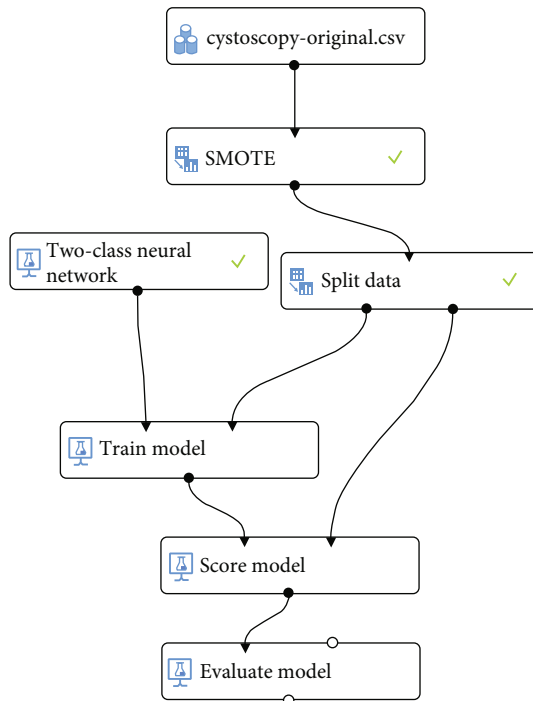 cystoscopy-original.csv
SMOTE
Two-class neural
network
Split data
Train model
Score model
Evaluate model